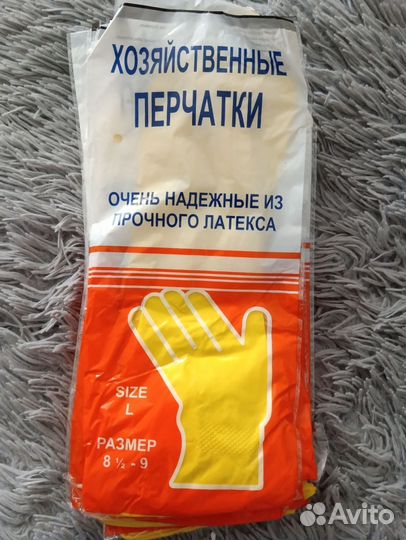 ХОЗЯЙСТВЕННЫЕ
ПЕРЧАТКИ
ОЧЕНЬ НАДЕЖНЫЕ ИЗ
ПРОЧНОГО ЛАТЕКСА
SIZE
L
РАЗМЕР
8 ½ - 9
Avito